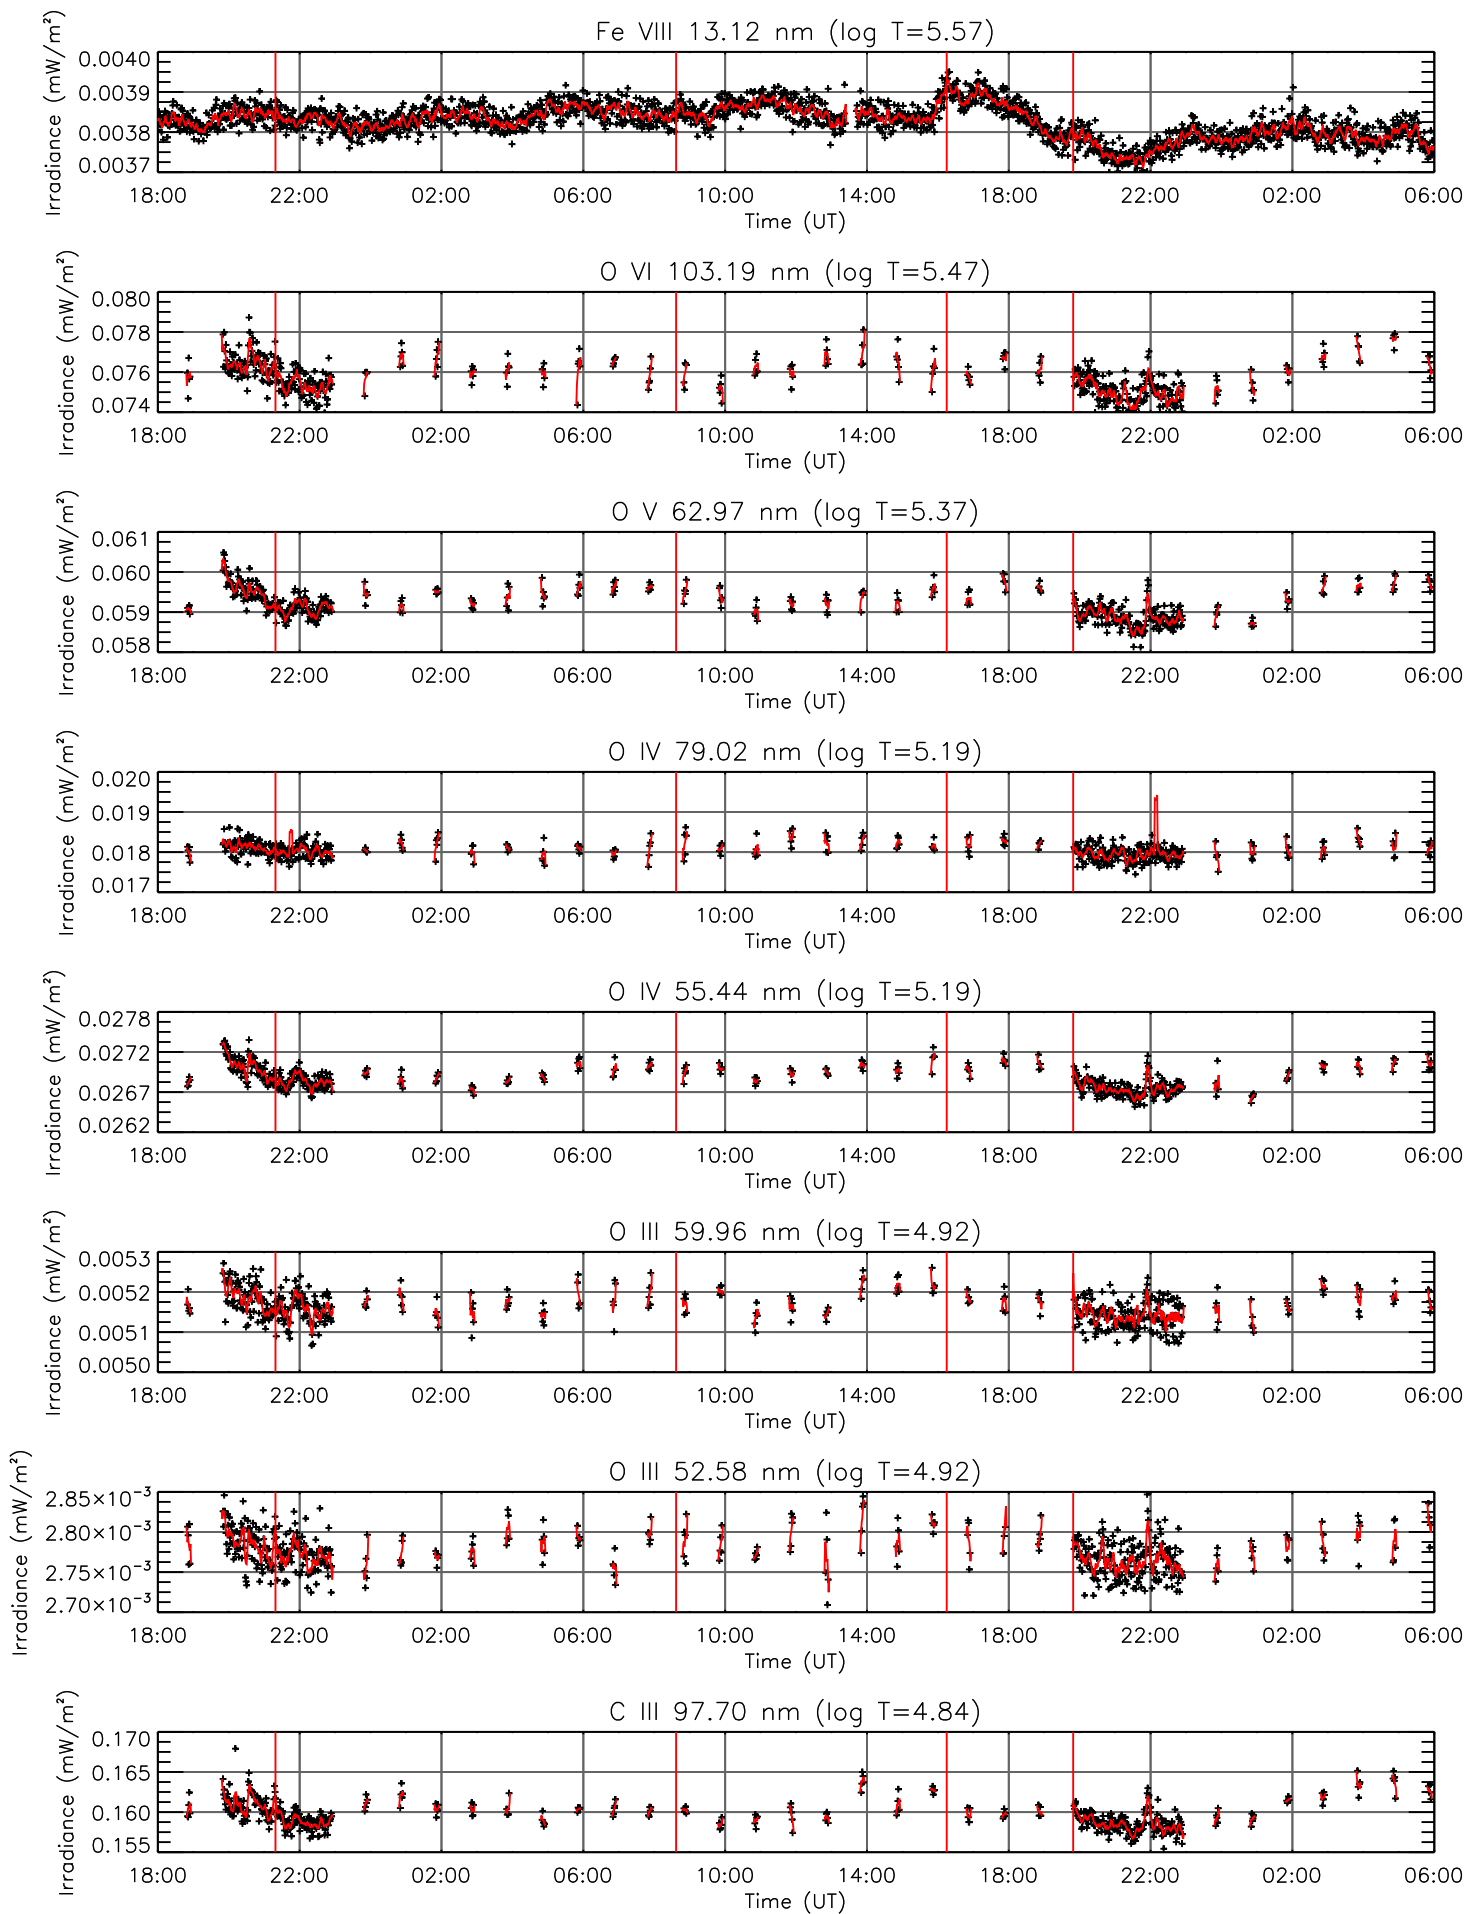 Fe VIII 13.12 nm (log T=5.57)
Irradiance (mW/m²)
0.0040
0.0039
0.0038
0.0037
18:00 22:00 02:00 06:00 10:00 14:00 18:00 22:00 02:00 06:00
Time (UT)
O VI 103.19 nm (log T=5.47)
Irradiance (mW/m²)
0.080
0.078
0.076
0.074
18:00 22:00 02:00 06:00 10:00 14:00 18:00 22:00 02:00 06:00
Time (UT)
O V 62.97 nm (log T=5.37)
Irradiance (mW/m²)
0.061
0.060
0.059
0.058
18:00 22:00 02:00 06:00 10:00 14:00 18:00 22:00 02:00 06:00
Time (UT)
O IV 79.02 nm (log T=5.19)
Irradiance (mW/m²)
0.020
0.019
0.018
0.017
18:00 22:00 02:00 06:00 10:00 14:00 18:00 22:00 02:00 06:00
Time (UT)
O IV 55.44 nm (log T=5.19)
Irradiance (mW/m²)
0.0278
0.0272
0.0267
0.0262
18:00 22:00 02:00 06:00 10:00 14:00 18:00 22:00 02:00 06:00
Time (UT)
O III 59.96 nm (log T=4.92)
Irradiance (mW/m²)
0.0053
0.0052
0.0051
0.0050
18:00 22:00 02:00 06:00 10:00 14:00 18:00 22:00 02:00 06:00
Time (UT)
O III 52.58 nm (log T=4.92)
Irradiance (mW/m²)
2.85×10⁻³
2.80×10⁻³
2.75×10⁻³
2.70×10⁻³
18:00 22:00 02:00 06:00 10:00 14:00 18:00 22:00 02:00 06:00
Time (UT)
C III 97.70 nm (log T=4.84)
Irradiance (mW/m²)
0.170
0.165
0.160
0.155
18:00 22:00 02:00 06:00 10:00 14:00 18:00 22:00 02:00 06:00
Time (UT)